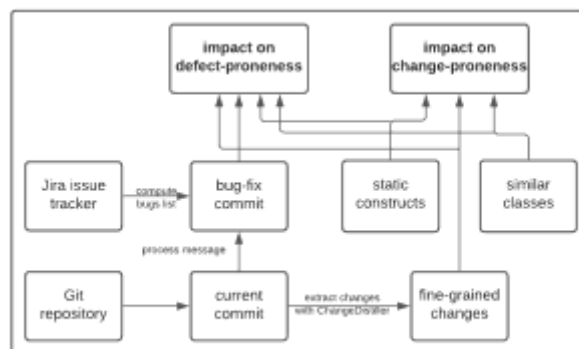 impact on
defect-proneness
impact on
change-proneness
Jira issue
tracker
compute
bugs list
bug-fix
commit
static
constructs
similar
classes
process message
Git
repository
current
commit
extract changes
with ChangeDistiller
fine-grained
changes